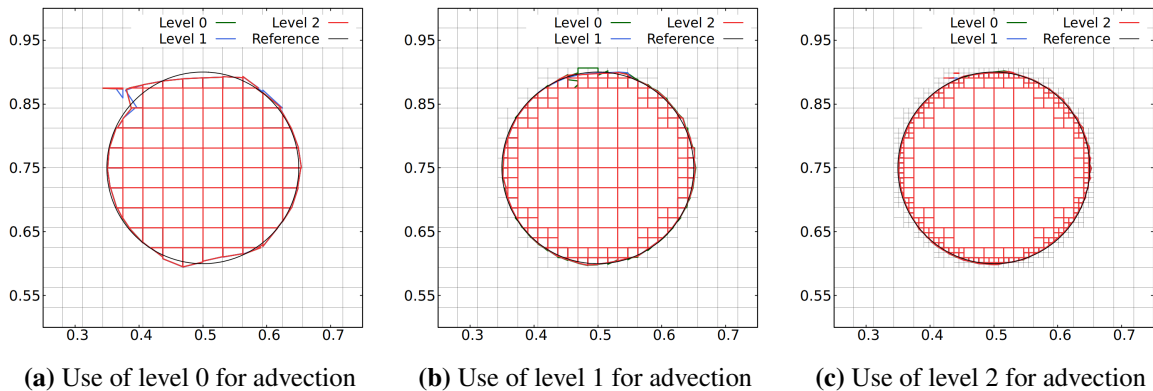 Level 0
Level 2
Level 1
Reference
0.95
0.85
0.75
0.65
0.55
0.3
0.4
0.5
0.6
0.7
(a) Use of level 0 for advection
Level 0
Level 2
Level 1
Reference
0.95
0.85
0.75
0.65
0.55
0.3
0.4
0.5
0.6
0.7
(b) Use of level 1 for advection
Level 0
Level 2
Level 1
Reference
0.95
0.85
0.75
0.65
0.55
0.3
0.4
0.5
0.6
0.7
(c) Use of level 2 for advection